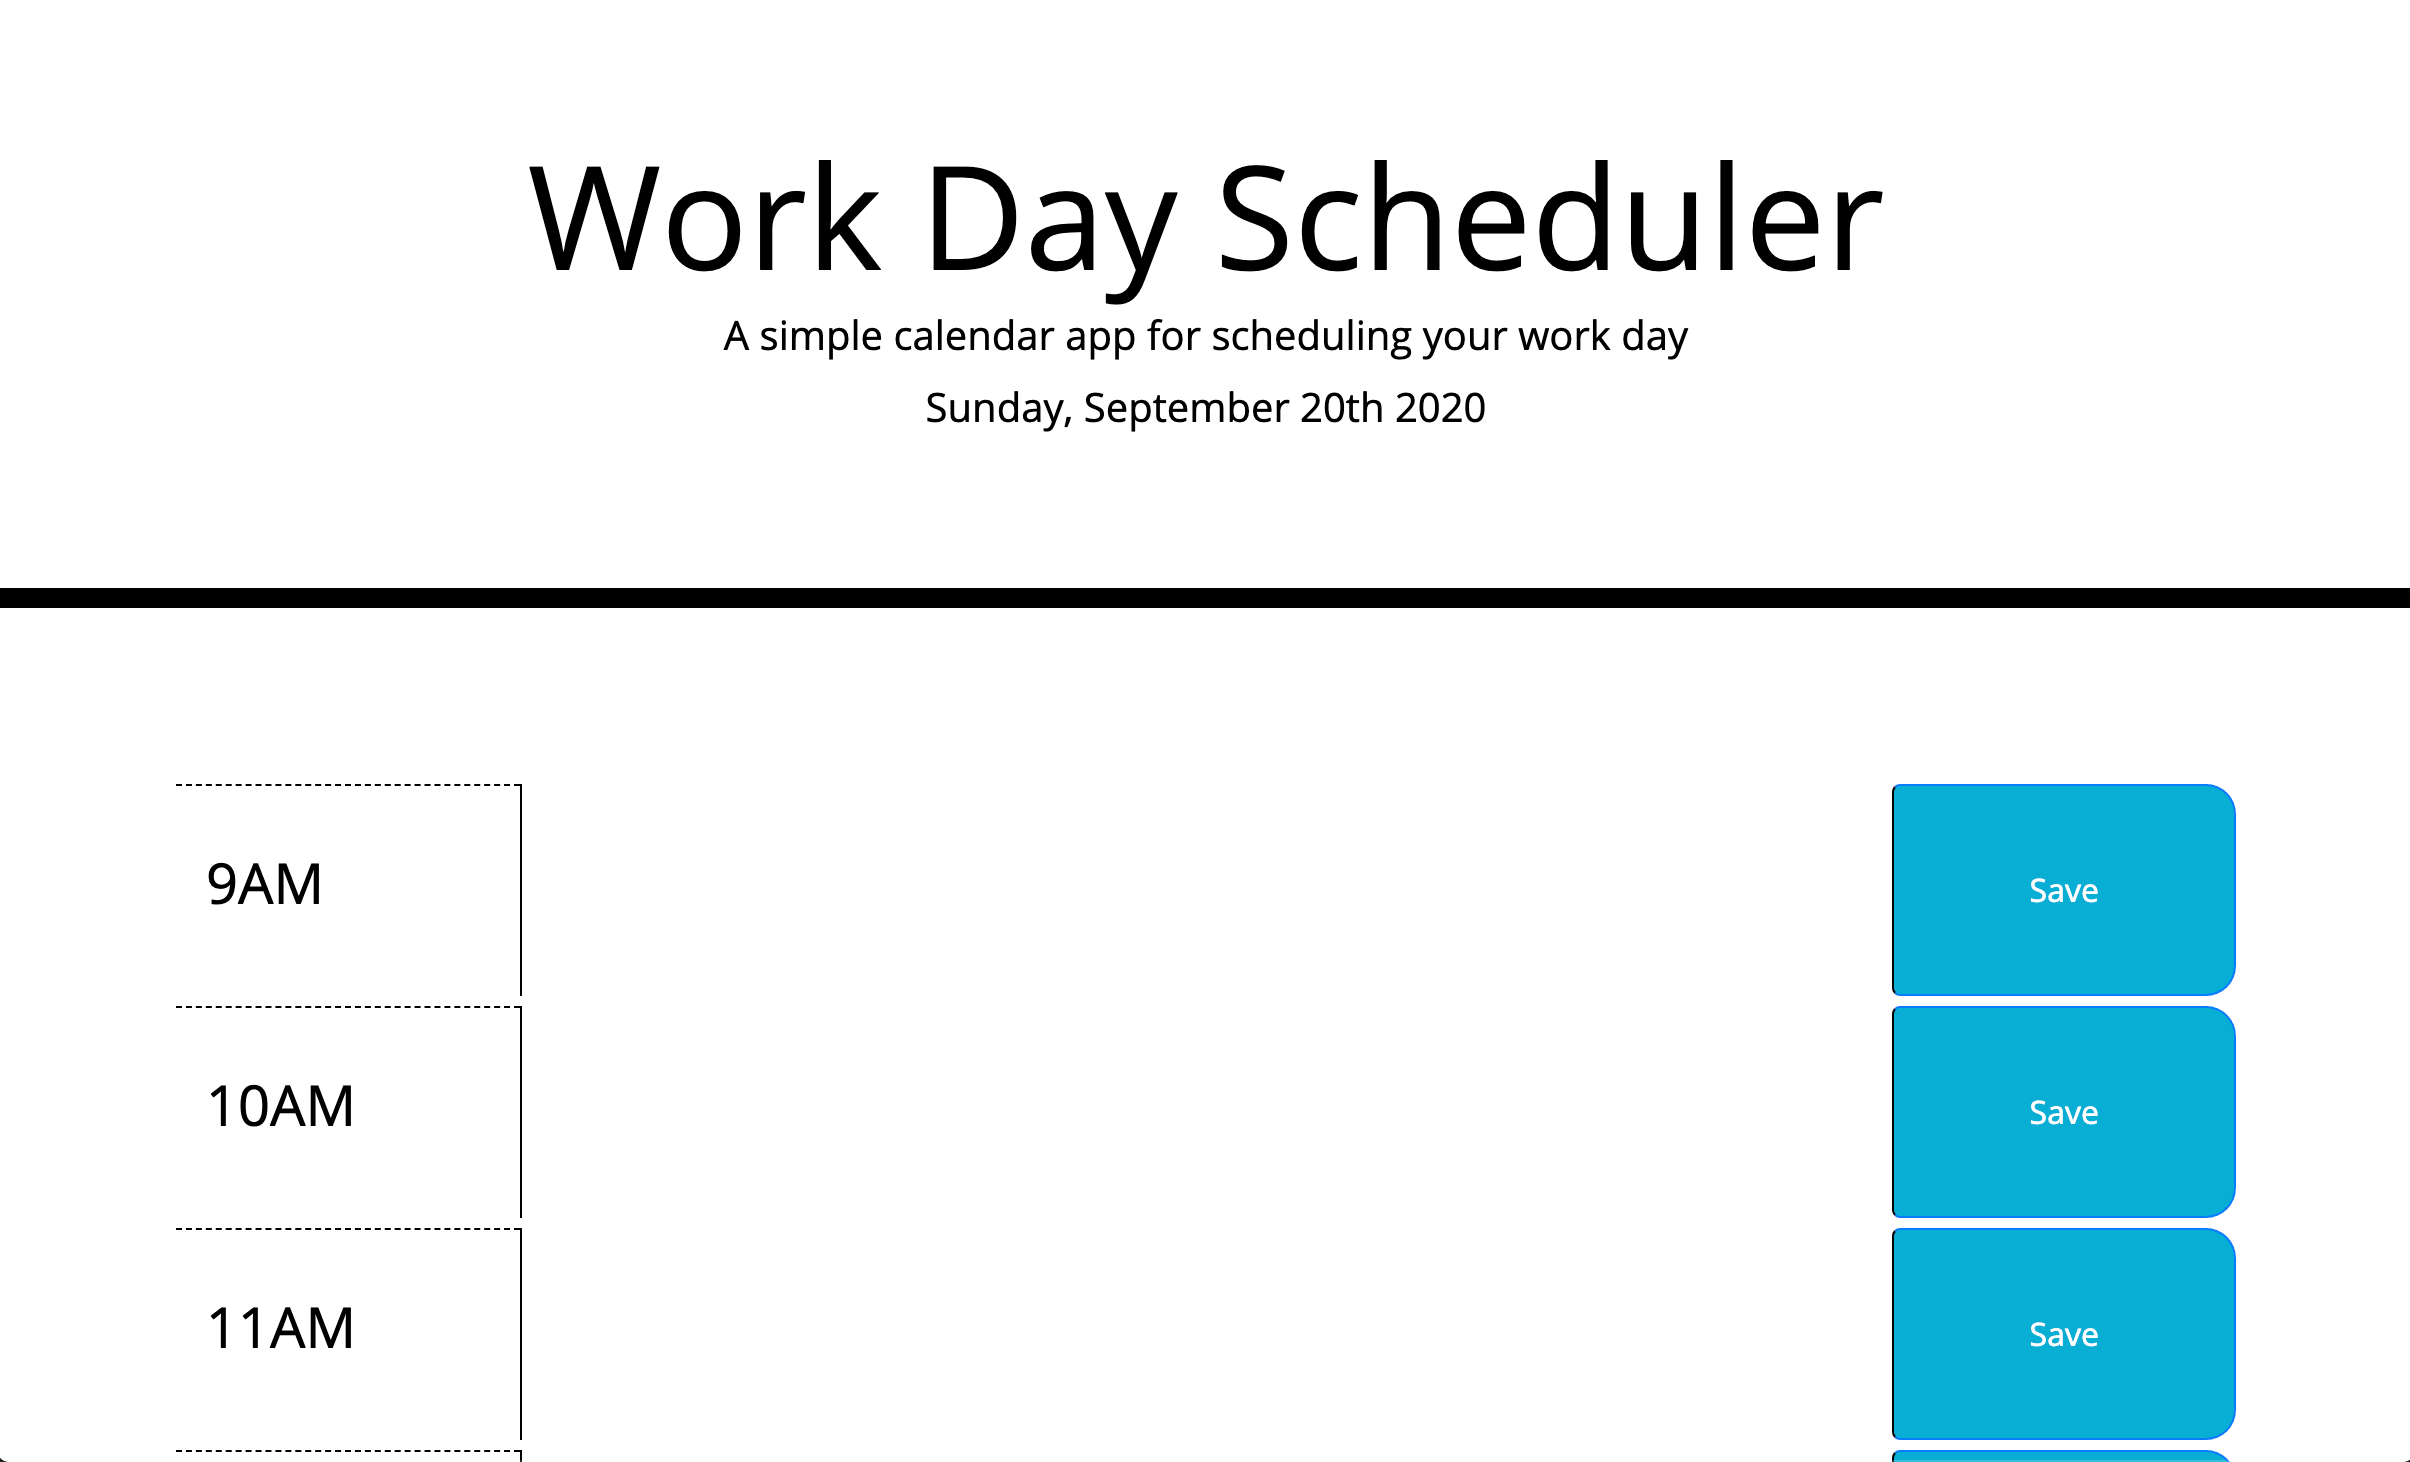 Work Day Scheduler
A simple calendar app for scheduling your work day
Sunday, September 20th 2020
9AM
Save
10AM
Save
11AM
Save